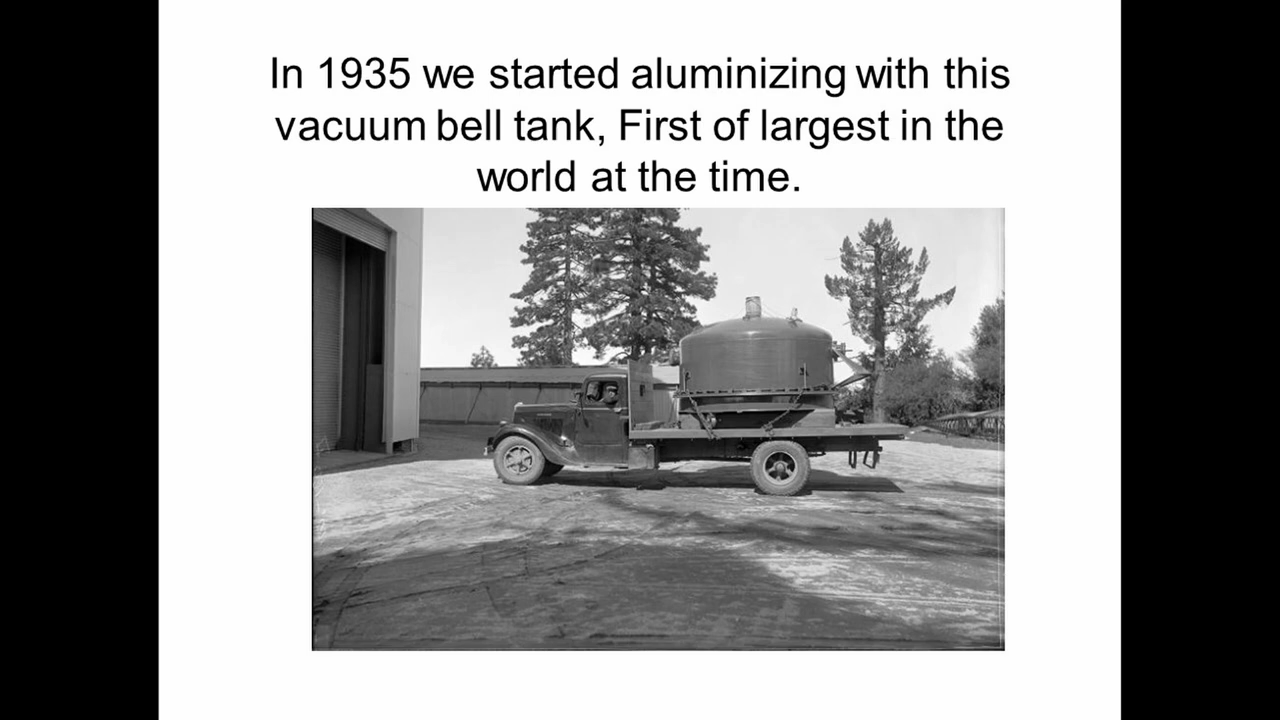 In 1935 we started aluminizing with this
vacuum bell tank, First of largest in the
world at the time.